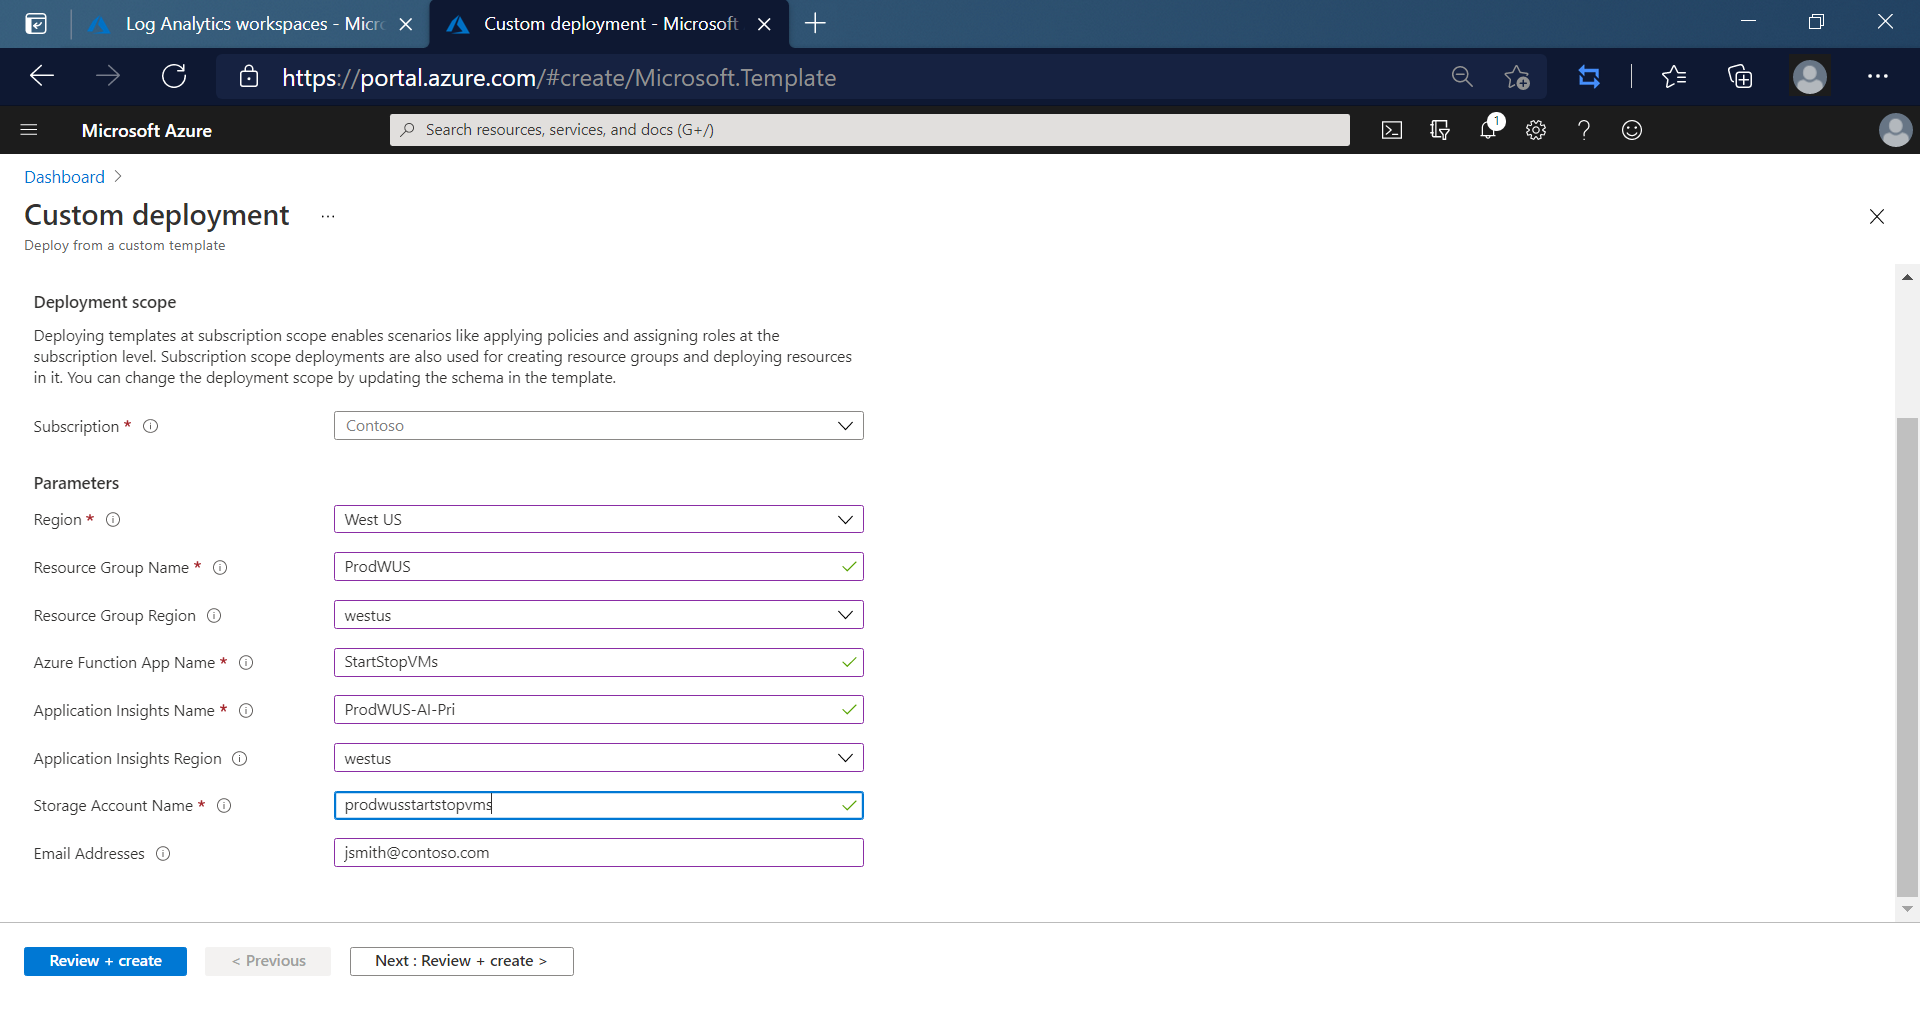 Log Analytics workspaces - Micro
Custom deployment - Microsoft
https://portal.azure.com/#create/Microsoft.Template
Microsoft Azure
Search resources, services, and docs (G+/)
1
Dashboard >
Custom deployment ...
Deploy from a custom template
Deployment scope
Deploying templates at subscription scope enables scenarios like applying policies and assigning roles at the
subscription level. Subscription scope deployments are also used for creating resource groups and deploying resources
in it. You can change the deployment scope by updating the schema in the template.
Subscription * Contoso
Parameters
Region * West US
Resource Group Name * ProdWUS
Resource Group Region westus
Azure Function App Name * StartStopVMs
Application Insights Name * ProdWUS-AI-Pri
Application Insights Region westus
Storage Account Name * prodwusstartstopvms
Email Addresses jsmith@contoso.com
Review + create
< Previous
Next : Review + create >